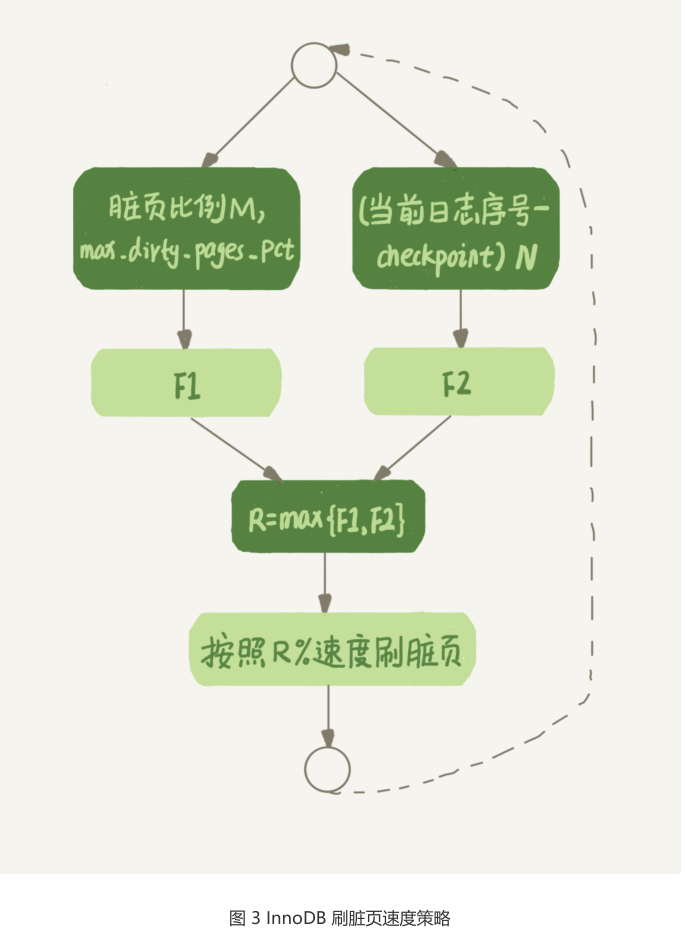 脏页比例M,
max_dirty_pages_pct
(当前日志序号-
checkpoint) N
F1
F2
R=max{F1,F2}
按照R%速度刷脏页
图 3 InnoDB 刷脏页速度策略